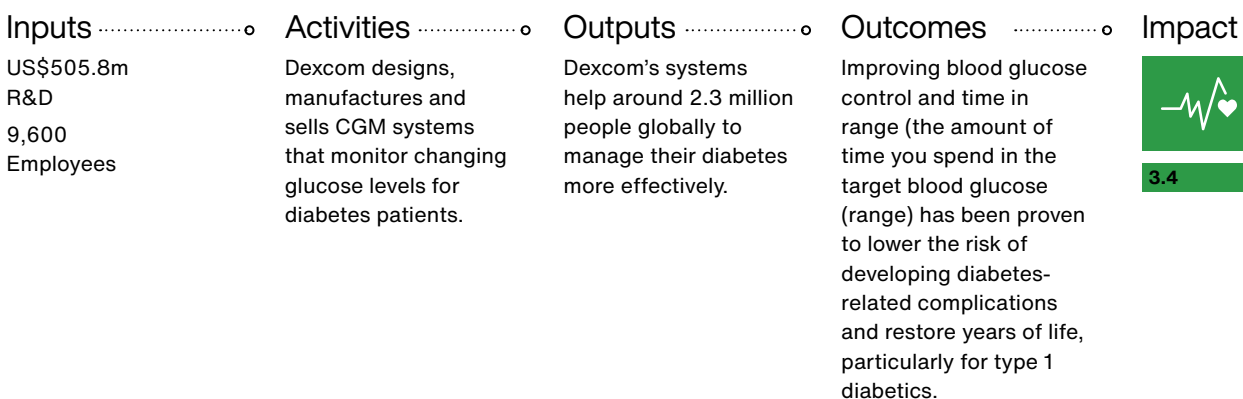 Inputs
US$505.8m
R&D
9,600
Employees
Activities
Dexcom designs,
manufactures and
sells CGM systems
that monitor changing
glucose levels for
diabetes patients.
Outputs
Dexcom’s systems
help around 2.3 million
people globally to
manage their diabetes
more effectively.
Outcomes
Improving blood glucose
control and time in
range (the amount of
time you spend in the
target blood glucose
(range) has been proven
to lower the risk of
developing diabetes-
related complications
and restore years of life,
particularly for type 1
diabetics.
Impact
3.4